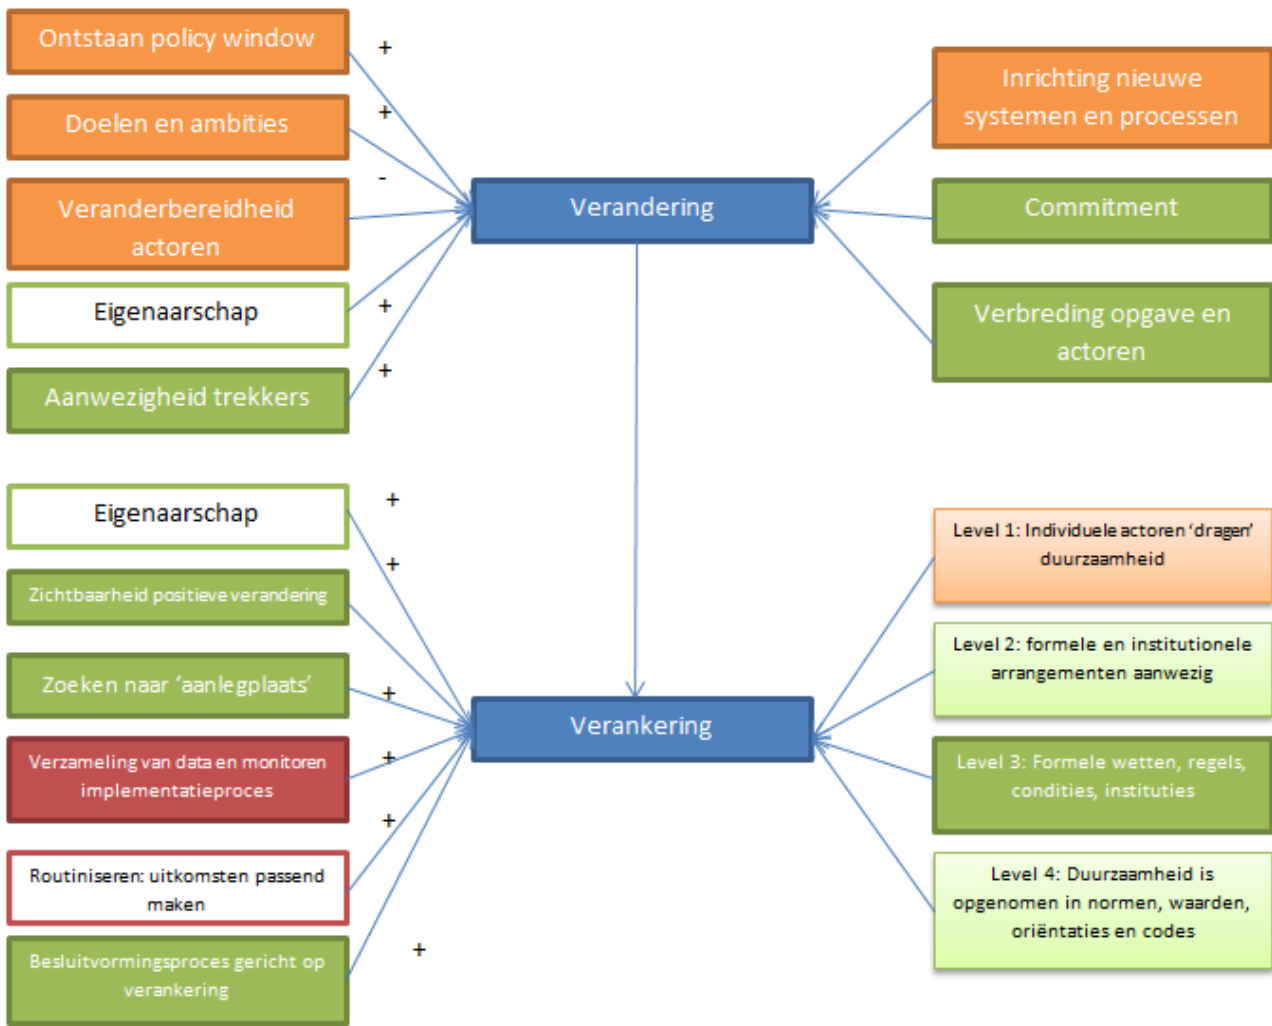 Ontstaan policy window
+
Doelen en ambities
+
Veranderbereidheid
actoren
-
Eigenaarschap
+
Aanwezigheid trekkers
+
Verandering
Inrichting nieuwe
systemen en processen
Commitment
Verbreding opgave en
actoren
Eigenaarschap
+
Zichtbaarheid positieve verandering
+
Zoeken naar ‘aanlegplaats’
+
Verzameling van data en monitoren
implementatieproces
+
Routiniseren: uitkomsten passend
maken
+
Besluitvormingsproces gericht op
verankering
+
Verankering
Level 1: Individuele actoren ‘dragen’
duurzaamheid
Level 2: formele en institutionele
arrangementen aanwezig
Level 3: Formele wetten, regels,
condities, instituties
Level 4: Duurzaamheid is
opgenomen in normen, waarden,
oriëntaties en codes